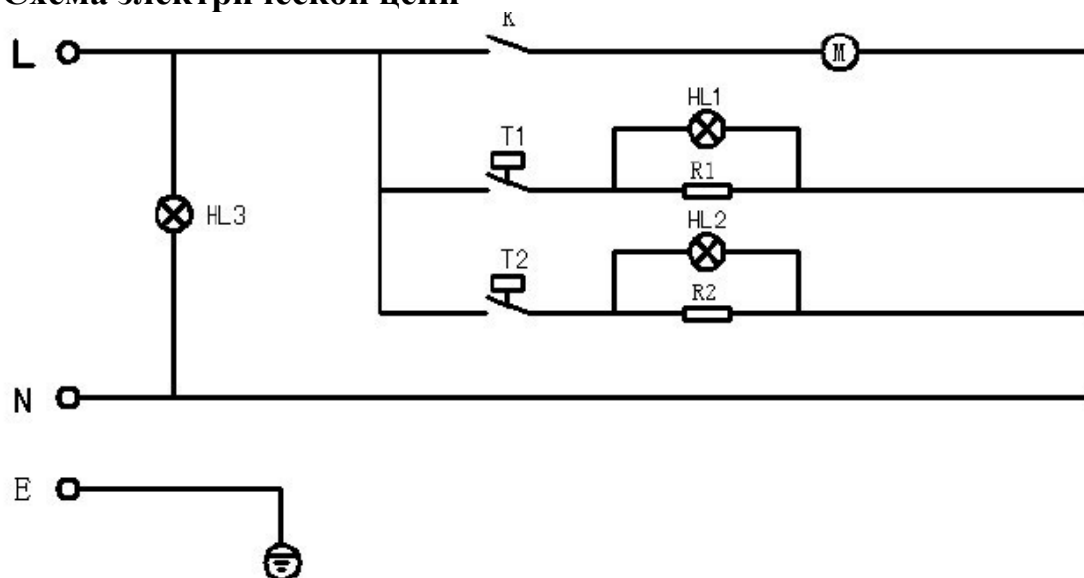 Схема электрической цепи
K
L
M
HL1
T1
R1
HL3
HL2
T2
R2
N
E